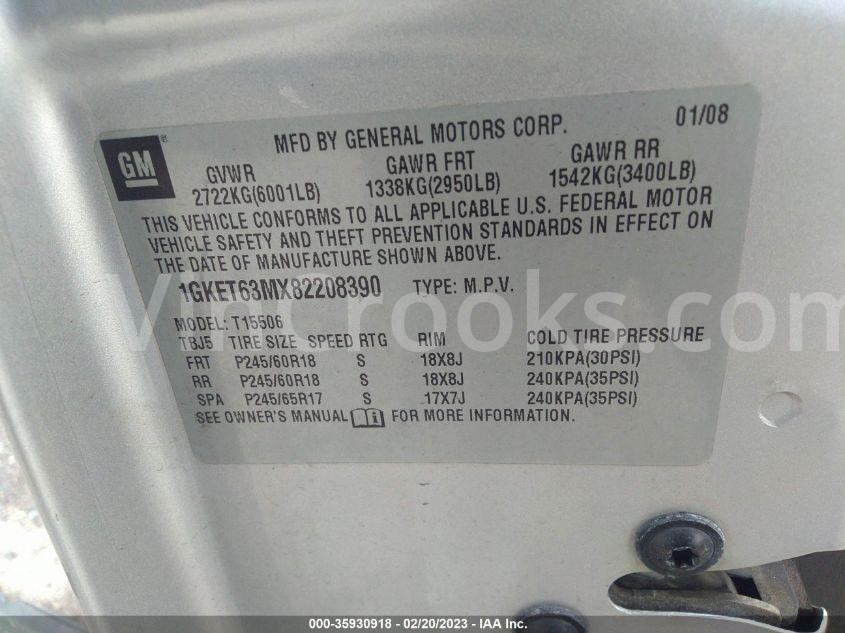 MFD BY GENERAL MOTORS CORP. 01/08
GM
GVWR GAWR FRT GAWR RR
2722KG(6001LB) 1338KG(2950LB) 1542KG(3400LB)
THIS VEHICLE CONFORMS TO ALL APPLICABLE U.S. FEDERAL MOTOR
VEHICLE SAFETY AND THEFT PREVENTION STANDARDS IN EFFECT ON
THE DATE OF MANUFACTURE SHOWN ABOVE.
1GKET63MX82208390 TYPE: M.P.V.
VinCrooks.com
MODEL: T15506
TBJ5 TIRE SIZE SPEED RTG RIM COLD TIRE PRESSURE
FRT P245/60R18 S 18X8J 210KPA(30PSI)
RR P245/60R18 S 18X8J 240KPA(35PSI)
SPA P245/65R17 S 17X7J 240KPA(35PSI)
SEE OWNER'S MANUAL FOR MORE INFORMATION.
000-35930918 - 02/20/2023 - IAA Inc.